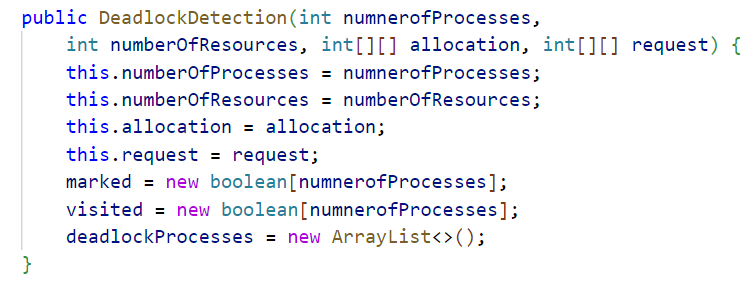 public DeadlockDetection(int numnerofProcesses,
    int numberOfResources, int[][] allocation, int[][] request) {
    this.numberOfProcesses = numnerofProcesses;
    this.numberOfResources = numberOfResources;
    this.allocation = allocation;
    this.request = request;
    marked = new boolean[numnerofProcesses];
    visited = new boolean[numnerofProcesses];
    deadlockProcesses = new ArrayList<>();
}